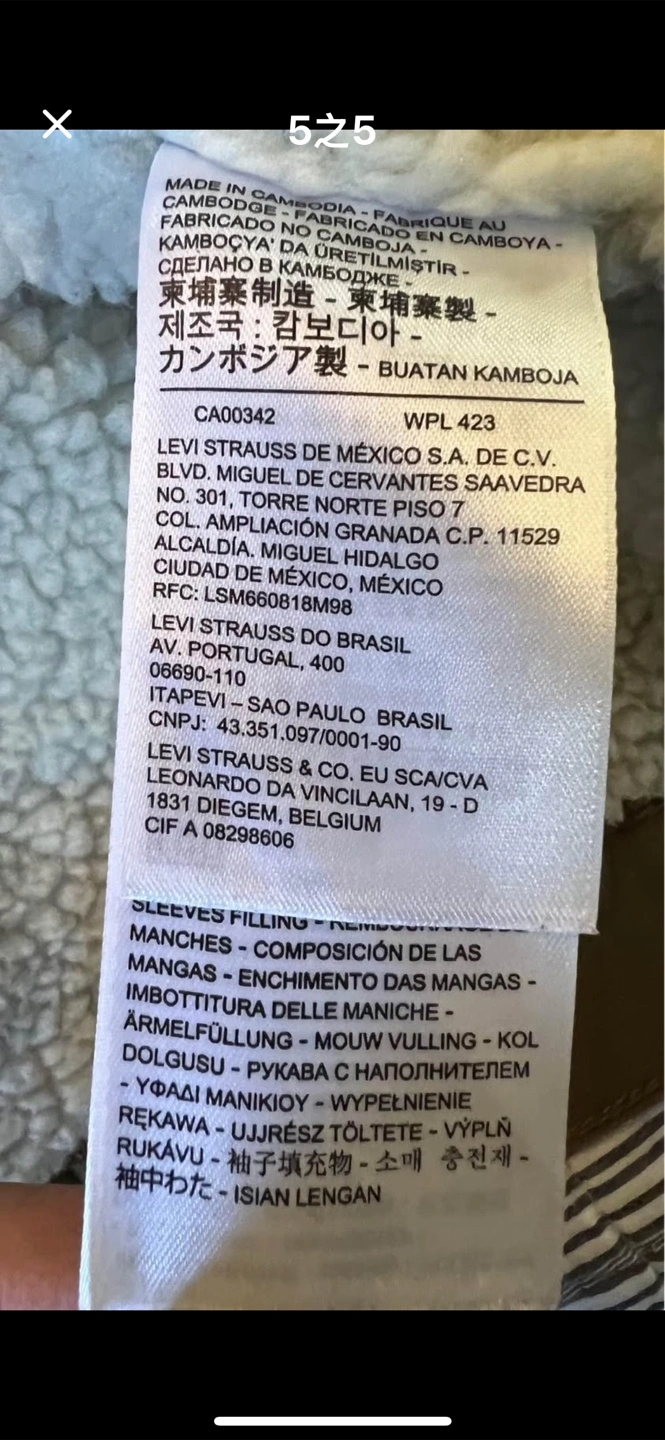 5之5
MADE IN CAMBODIA - FABRIQUE AU
CAMBODGE - FABRICADO EN CAMBOYA -
FABRICADO NO CAMBOJA -
KAMBOÇYA' DA ÜRETİLMİŞTİR -
СДЕЛАНО В КАМБОДЖЕ -
柬埔寨制造 - 柬埔寨製 -
제조국 : 캄보디아 -
カンボジア製 - BUATAN KAMBOJA
CA00342 WPL 423
LEVI STRAUSS DE MÉXICO S.A. DE C.V.
BLVD. MIGUEL DE CERVANTES SAAVEDRA
NO. 301, TORRE NORTE PISO 7
COL. AMPLIACIÓN GRANADA C.P. 11529
ALCALDÍA. MIGUEL HIDALGO
CIUDAD DE MÉXICO, MÉXICO
RFC: LSM660818M98
LEVI STRAUSS DO BRASIL
AV. PORTUGAL, 400
06690-110
ITAPEVI – SAO PAULO BRASIL
CNPJ: 43.351.097/0001-90
LEVI STRAUSS & CO. EU SCA/CVA
LEONARDO DA VINCILAAN, 19 - D
1831 DIEGEM, BELGIUM
CIF A 08298606
SLEEVES FILLING -
MANCHES - COMPOSICIÓN DE LAS
MANGAS - ENCHIMENTO DAS MANGAS -
IMBOTTITURA DELLE MANICHE -
ÄRMELFÜLLUNG - MOUW VULLING - KOL
DOLGUSU - РУКАВА С НАПОЛНИТЕЛЕМ
- ΥΦΑΔΙ ΜΑΝΙΚΙΟΥ - WYPEŁNIENIE
RĘKAWA - UJJRÉSZ TÖLTETE - VÝPLŇ
RUKÁVU - 袖子填充物 - 소매 충전재 -
袖中わた - ISIAN LENGAN